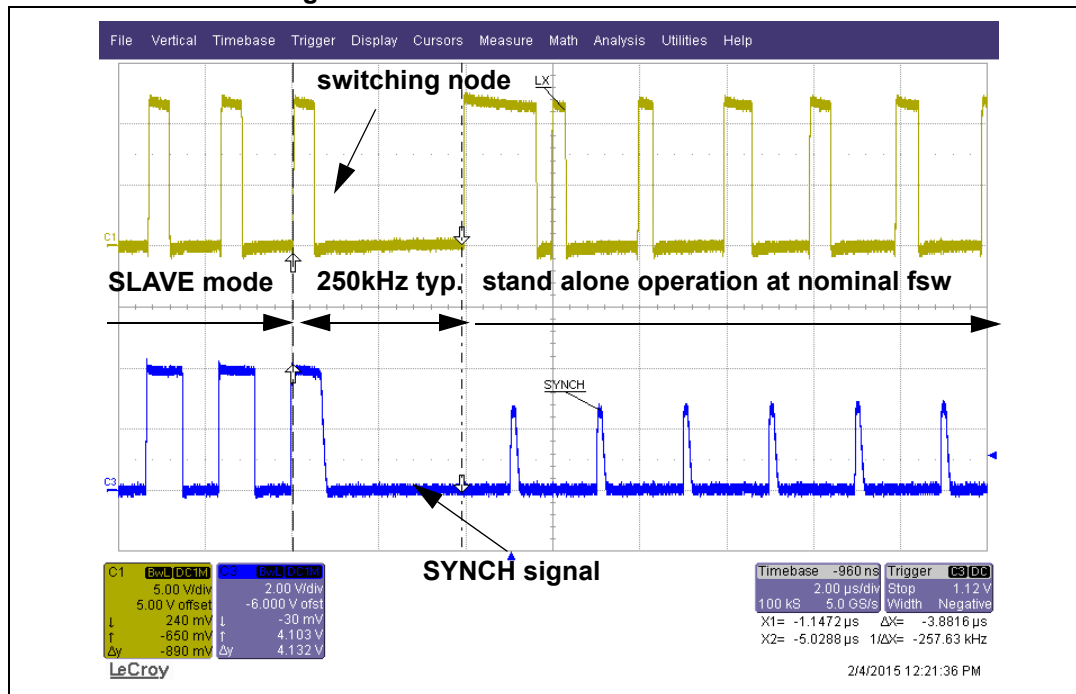 File Vertical Timebase Trigger Display Cursors Measure Math Analysis Utilities Help
switching node
LX
C1
SLAVE mode
250kHz typ.
stand alone operation at nominal fsw
SYNCH
C3
SYNCH signal
C1 BwL DC1M
5.00 V/div
5.00 V offset
↓ 240 mV
↑ -650 mV
Δy -890 mV
2.00 V/div
-6.000 V ofst
↓ -30 mV
↑ 4.103 V
Δy 4.132 V
Timebase -960 ns
2.00 µs/div
100 kS 5.0 GS/s
Trigger C3 DC
Stop 1.12 V
Width Negative
X1= -1.1472 µs ΔX= -3.8816 µs
X2= -5.0288 µs 1/ΔX= -257.63 kHz
LeCroy
2/4/2015 12:21:36 PM